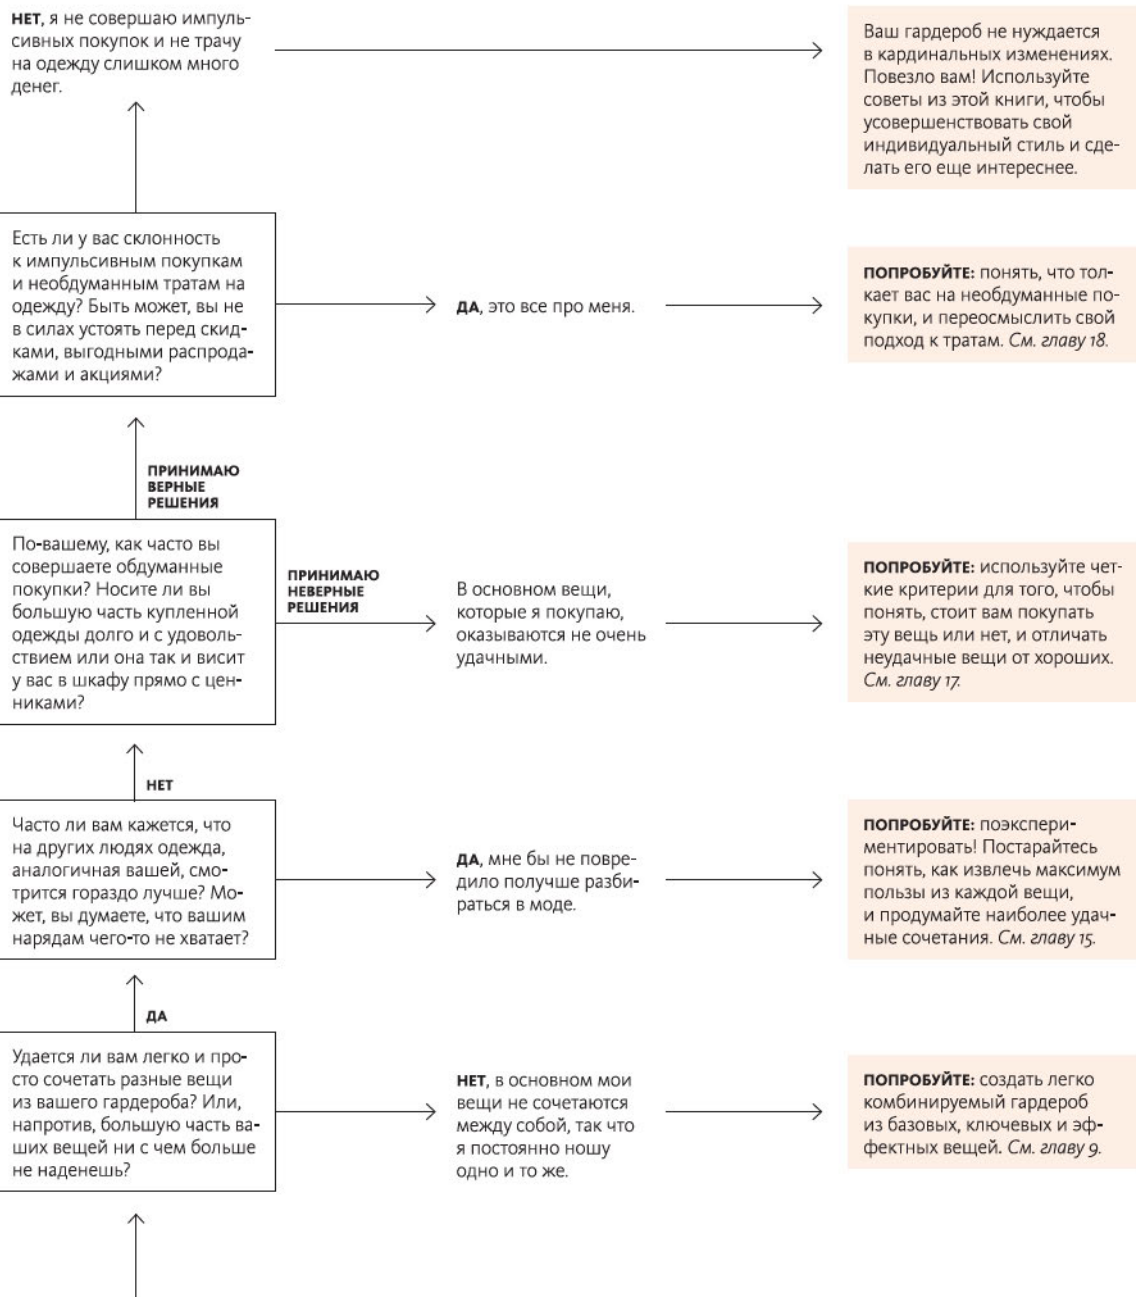 НЕТ, я не совершаю импуль-
сивных покупок и не трачу
на одежду слишком много
денег.
Ваш гардероб не нуждается
в кардинальных изменениях.
Повезло вам! Используйте
советы из этой книги, чтобы
усовершенствовать свой
индивидуальный стиль и сде-
лать его еще интереснее.
Есть ли у вас склонность
к импульсивным покупкам
и необдуманным тратам на
одежду? Быть может, вы не
в силах устоять перед скид-
ками, выгодными распрода-
жами и акциями?
ДА, это все про меня.
ПОПРОБУЙТЕ: понять, что тол-
кает вас на необдуманные по-
купки, и переосмыслить свой
подход к тратам. См. главу 18.
ПРИНИМАЮ
ВЕРНЫЕ
РЕШЕНИЯ
По-вашему, как часто вы
совершаете обдуманные
покупки? Носите ли вы
большую часть купленной
одежды долго и с удоволь-
ствием или она так и висит
у вас в шкафу прямо с цен-
никами?
ПРИНИМАЮ
НЕВЕРНЫЕ
РЕШЕНИЯ
В основном вещи,
которые я покупаю,
оказываются не очень
удачными.
ПОПРОБУЙТЕ: используйте чет-
кие критерии для того, чтобы
понять, стоит вам покупать
эту вещь или нет, и отличать
неудачные вещи от хороших.
См. главу 17.
НЕТ
Часто ли вам кажется, что
на других людях одежда,
аналогичная вашей, смо-
трится гораздо лучше? Мо-
жет, вы думаете, что вашим
нарядам чего-то не хватает?
ДА, мне бы не повре-
дило получше разби-
раться в моде.
ПОПРОБУЙТЕ: поэкспери-
ментировать! Постарайтесь
понять, как извлечь максимум
пользы из каждой вещи,
и продумайте наиболее удач-
ные сочетания. См. главу 15.
ДА
Удается ли вам легко и про-
сто сочетать разные вещи
из вашего гардероба? Или,
напротив, большую часть ва-
ших вещей ни с чем больше
не наденешь?
НЕТ, в основном мои
вещи не сочетаются
между собой, так что
я постоянно ношу
одно и то же.
ПОПРОБУЙТЕ: создать легко
комбинируемый гардероб
из базовых, ключевых и эф-
фектных вещей. См. главу 9.